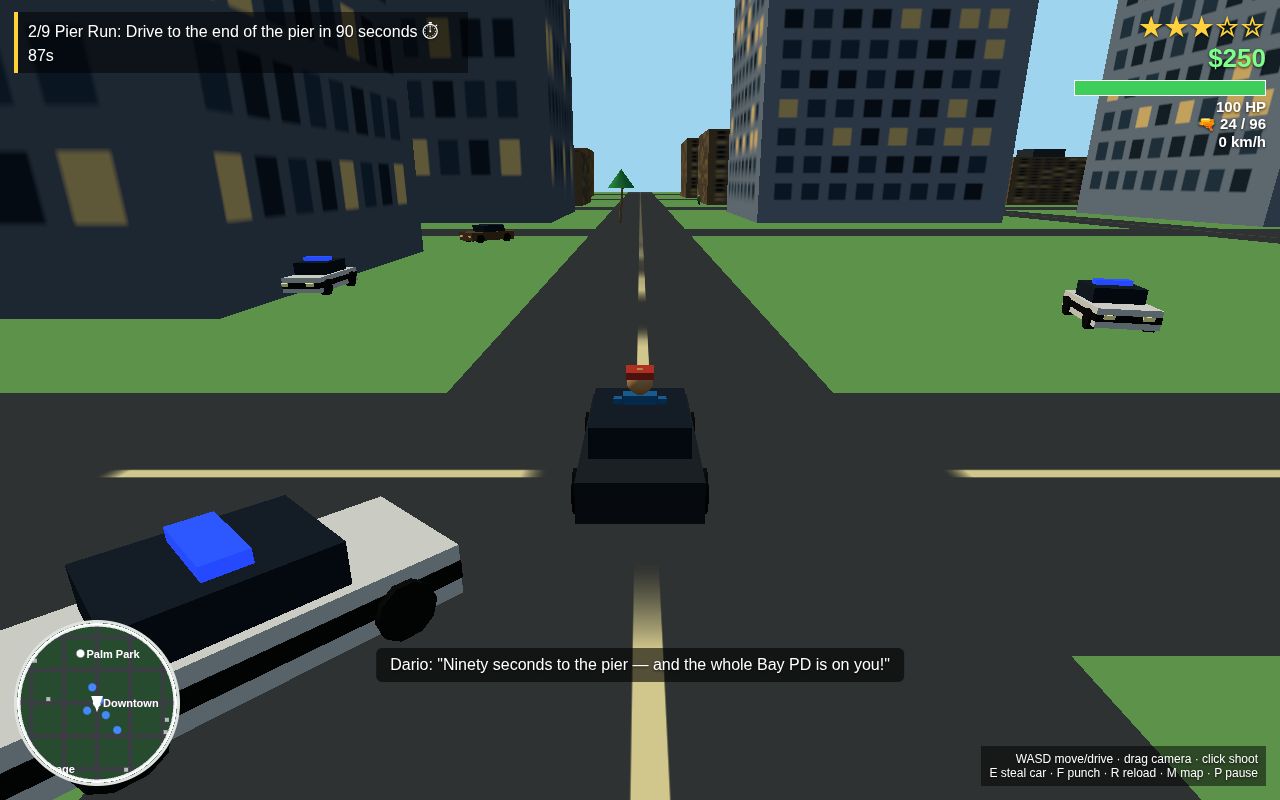 2/9 Pier Run: Drive to the end of the pier in 90 seconds ⏱
87s
★★★☆☆
$250
100 HP
24 / 96
0 km/h
Dario: "Ninety seconds to the pier — and the whole Bay PD is on you!"
Palm Park
Downtown
age
WASD move/drive · drag camera · click shoot
E steal car · F punch · R reload · M map · P pause